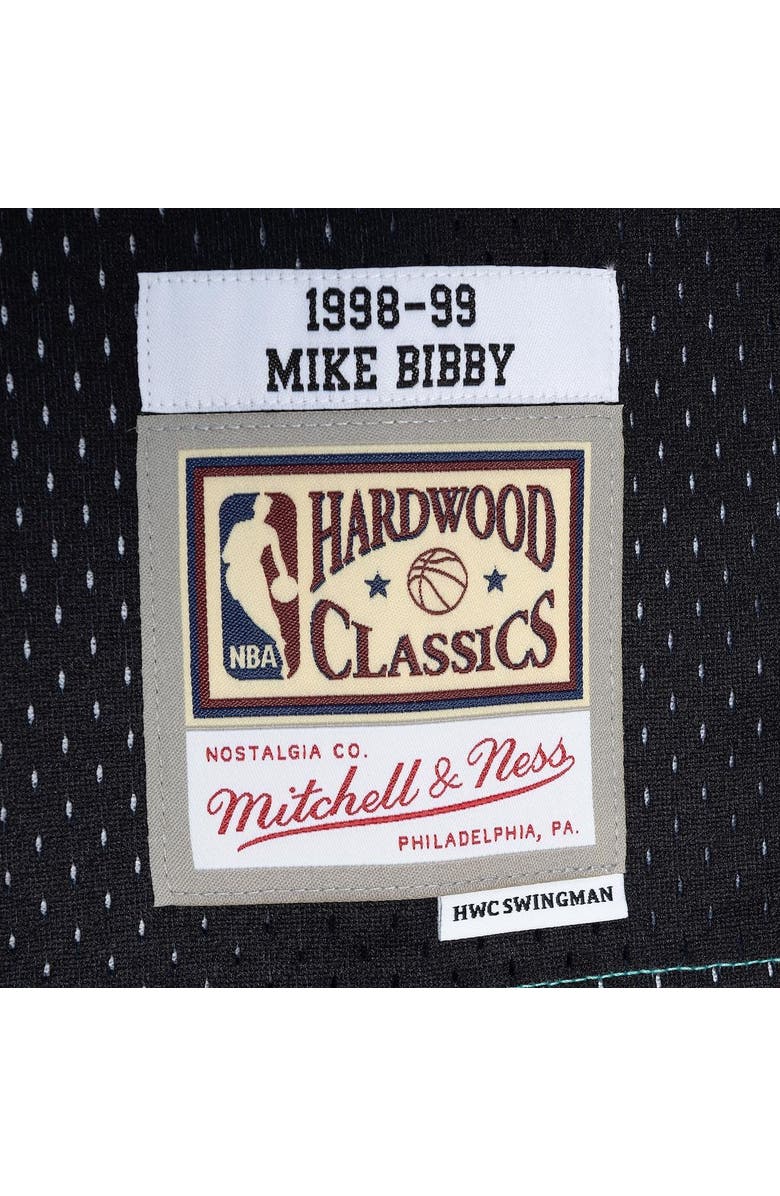 1998-99
MIKE BIBBY
HARDWOOD
CLASSICS
NBA
NOSTALGIA CO.
Mitchell & Ness
PHILADELPHIA, PA.
HWC SWINGMAN